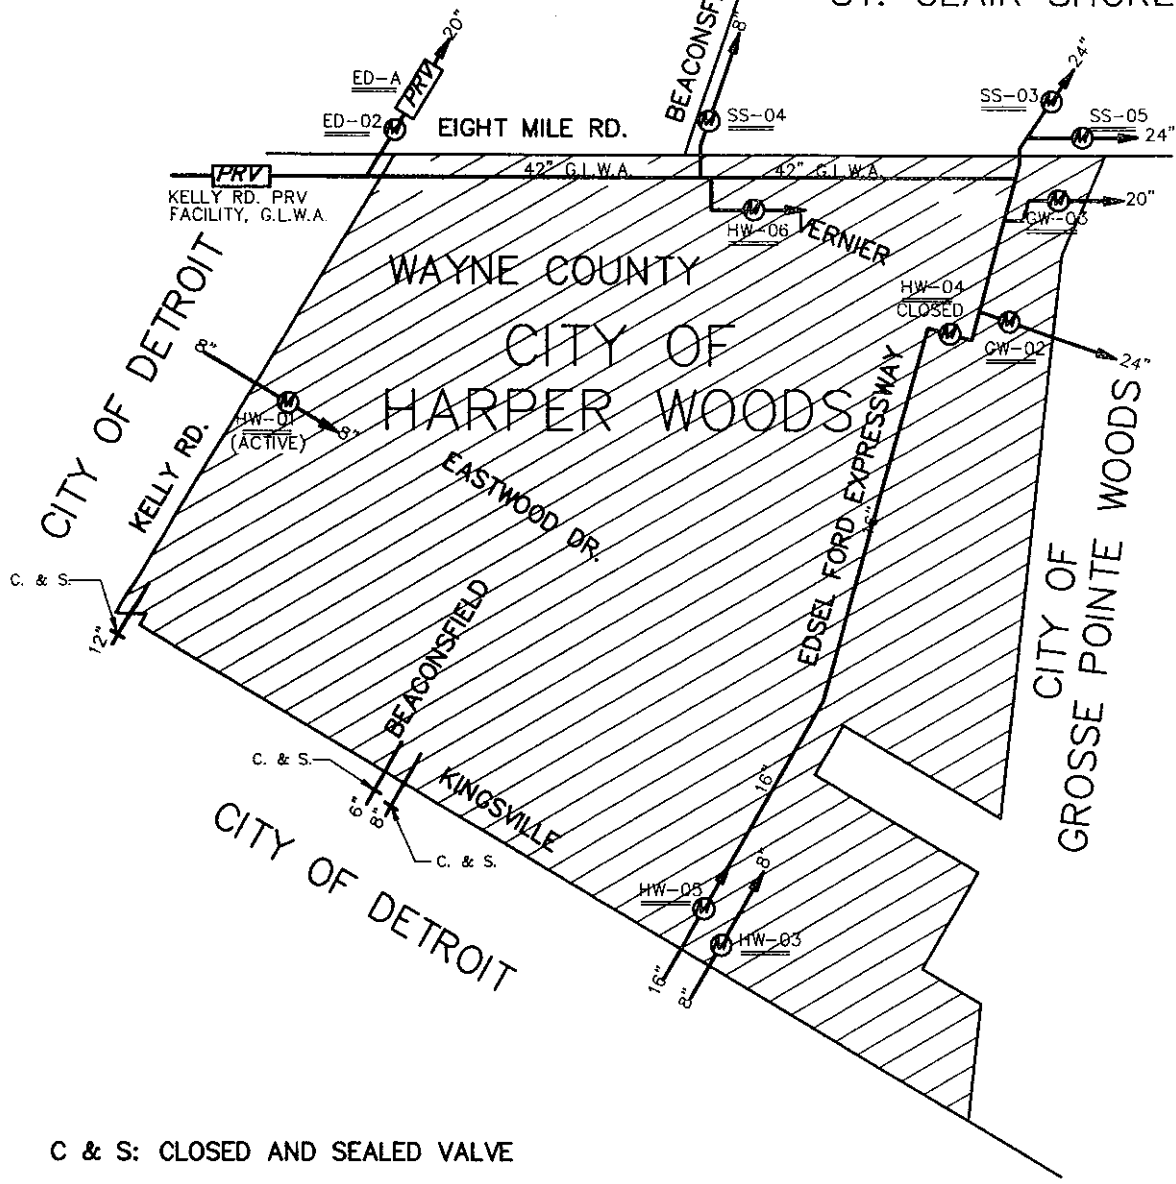 ST. CLAIR SHORE
20"
8"
BEACONSF
24"
ED-A
PRV
SS-03
ED-02
M
EIGHT MILE RD.
M
SS-04
M
SS-05
M
24"
PRV
42" G.L.W.A.
42" G.L.W.A.
KELLY RD. PRV
FACILITY, G.L.W.A.
M
20"
GW-03
M
HW-06
VERNIER
WAYNE COUNTY
HW-04
CLOSED
M
M
GW-02
24"
CITY OF
HARPER WOODS
CITY OF DETROIT
8"
M
HW-01
(ACTIVE)
8"
KELLY RD.
EASTWOOD DR.
EDSEL FORD EXPRESSWAY
16"
CITY OF
GROSSE POINTE WOODS
C. & S.
12"
BEACONSFIELD
C. & S.
6"
8"
KINGSVILLE
C. & S.
16"
CITY OF DETROIT
8"
HW-05
M
M
HW-03
16"
8"
C & S: CLOSED AND SEALED VALVE